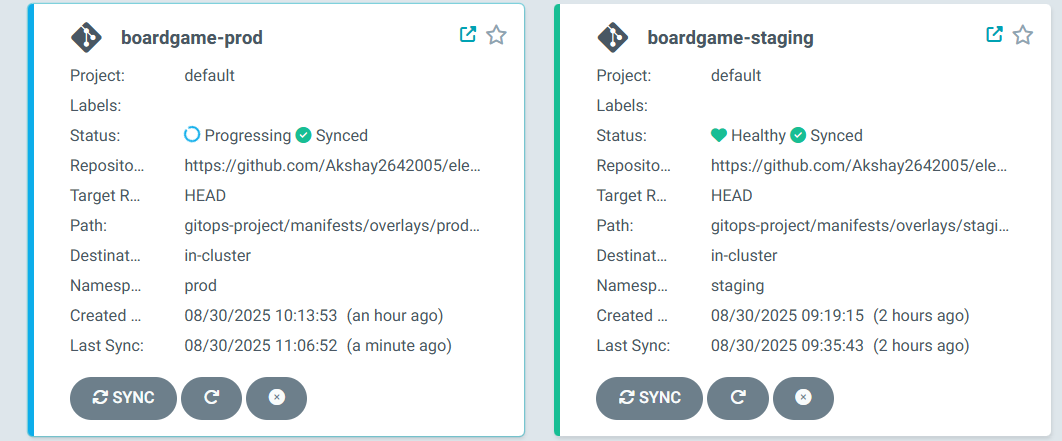 boardgame-prod
Project: default
Labels:
Status: Progressing Synced
Reposito... https://github.com/Akshay2642005/ele...
Target R... HEAD
Path: gitops-project/manifests/overlays/prod...
Destinat... in-cluster
Namesp... prod
Created ... 08/30/2025 10:13:53 (an hour ago)
Last Sync: 08/30/2025 11:06:52 (a minute ago)
SYNC
boardgame-staging
Project: default
Labels:
Status: Healthy Synced
Reposito... https://github.com/Akshay2642005/ele...
Target R... HEAD
Path: gitops-project/manifests/overlays/stagi...
Destinat... in-cluster
Namesp... staging
Created ... 08/30/2025 09:19:15 (2 hours ago)
Last Sync: 08/30/2025 09:35:43 (2 hours ago)
SYNC